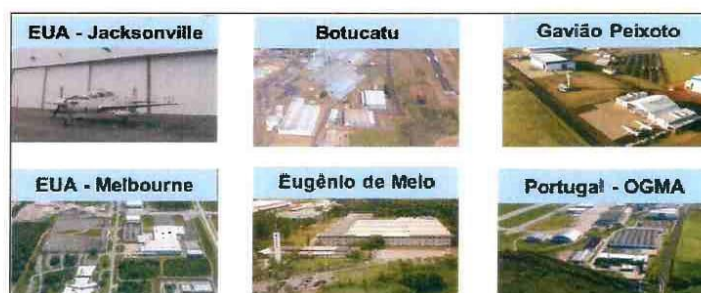 EUA - Jacksonville
Botucatu
Gavião Peixoto
EUA - Melbourne
Eugênio de Melo
Portugal - OGMA